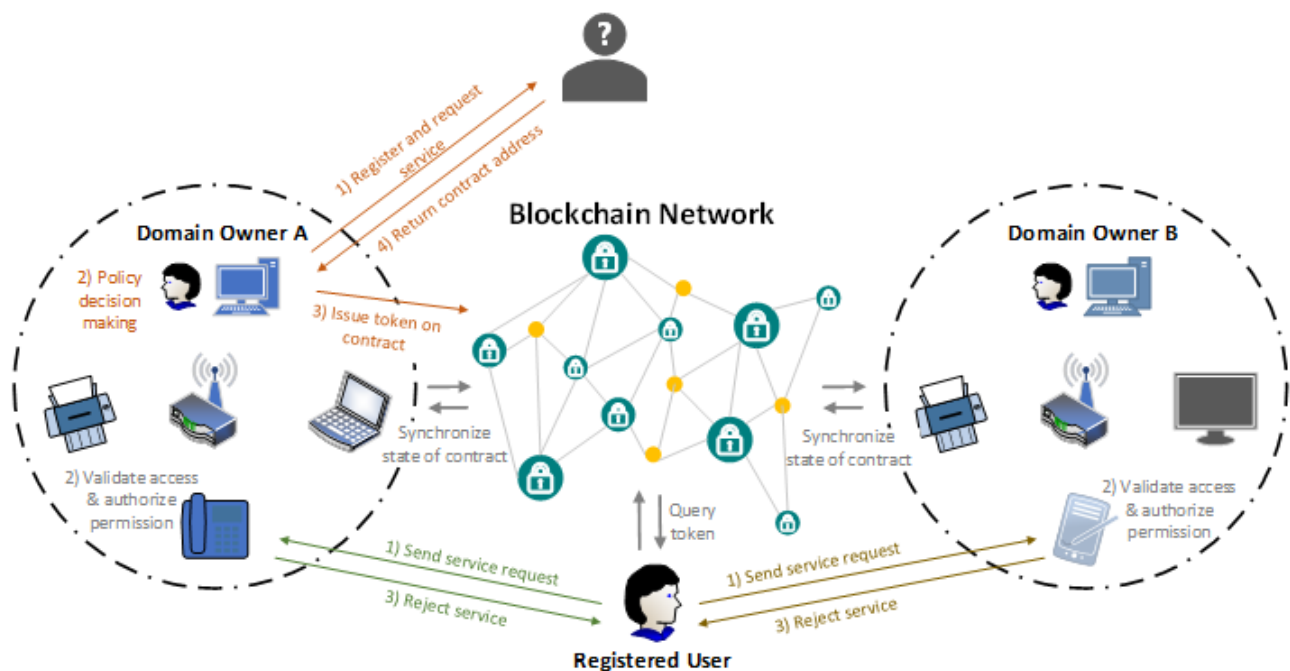 ?
1) Register and request
service
4) Return contract address
Blockchain Network
Domain Owner A
Domain Owner B
2) Policy
decision
making
3) Issue token on
contract
Synchronize
state of contract
Synchronize
state of contract
2) Validate access
& authorize
permission
2) Validate access
& authorize
permission
Query
token
1) Send service request
3) Reject service
1) Send service request
3) Reject service
Registered User